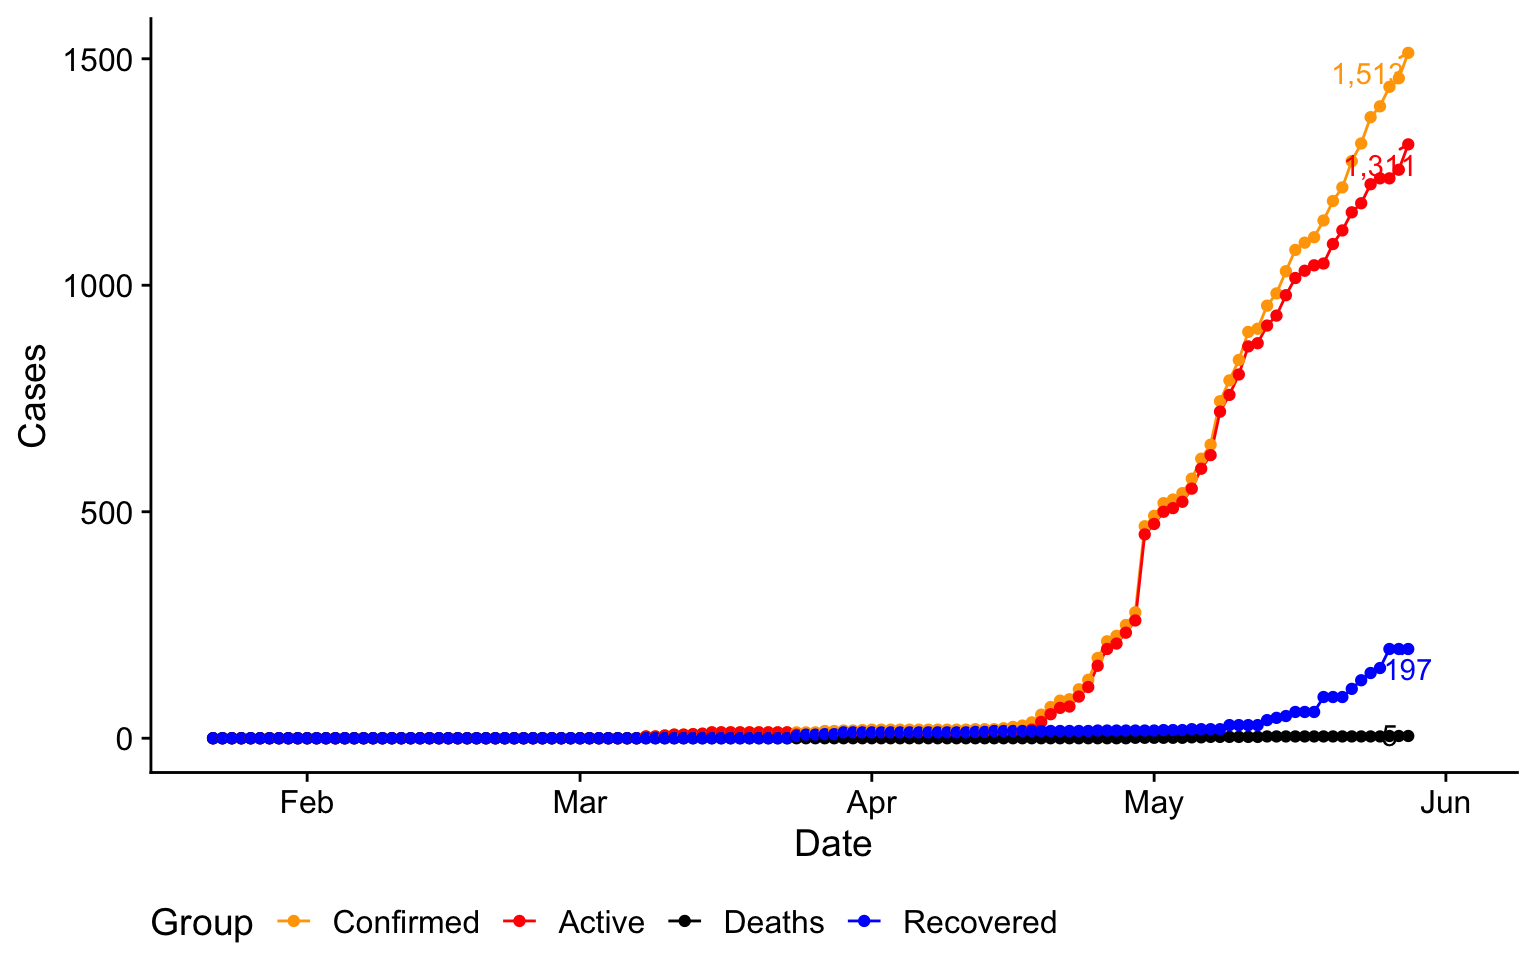 1500
1,513
1,311
1000
Cases
500
197
5
0
Feb Mar Apr May Jun
Date
Group Confirmed Active Deaths Recovered